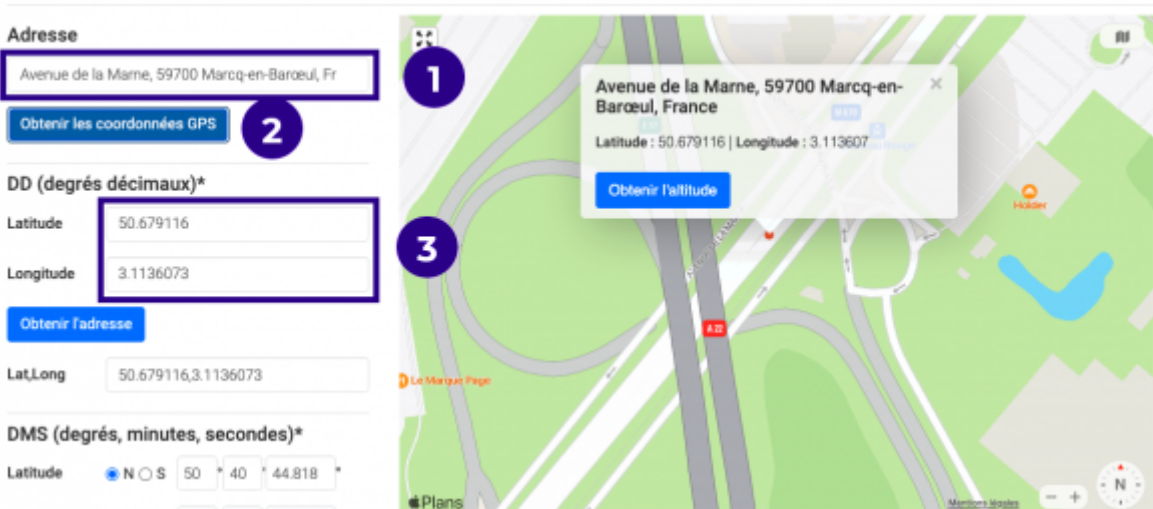 Adresse
Avenue de la Marne, 59700 Marcq-en-Barœul, Fr
1
Obtenir les coordonnées GPS
2
DD (degrés décimaux)*
Latitude
50.679116
3
Longitude
3.1136073
Obtenir l'adresse
Lat,Long
50.679116,3.1136073
DMS (degrés, minutes, secondes)*
Latitude
N S 50 ° 40 ' 44.818 "
Avenue de la Marne, 59700 Marcq-en-
Barœul, France
×
Latitude : 50.679116 | Longitude : 3.113607
Obtenir l'altitude
Holder
A 22
Le Marque Page
Plans
Mentions légales
− +
N